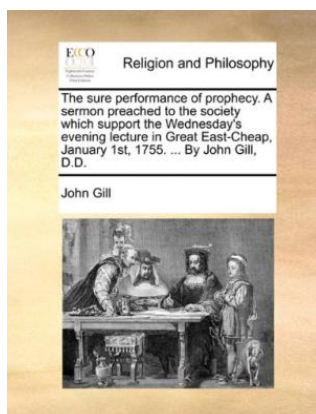 ECCO
Religion and Philosophy
The sure performance of prophecy. A
sermon preached to the society
which support the Wednesday's
evening lecture in Great East-Cheap,
January 1st, 1755. ... By John Gill,
D.D.
John Gill